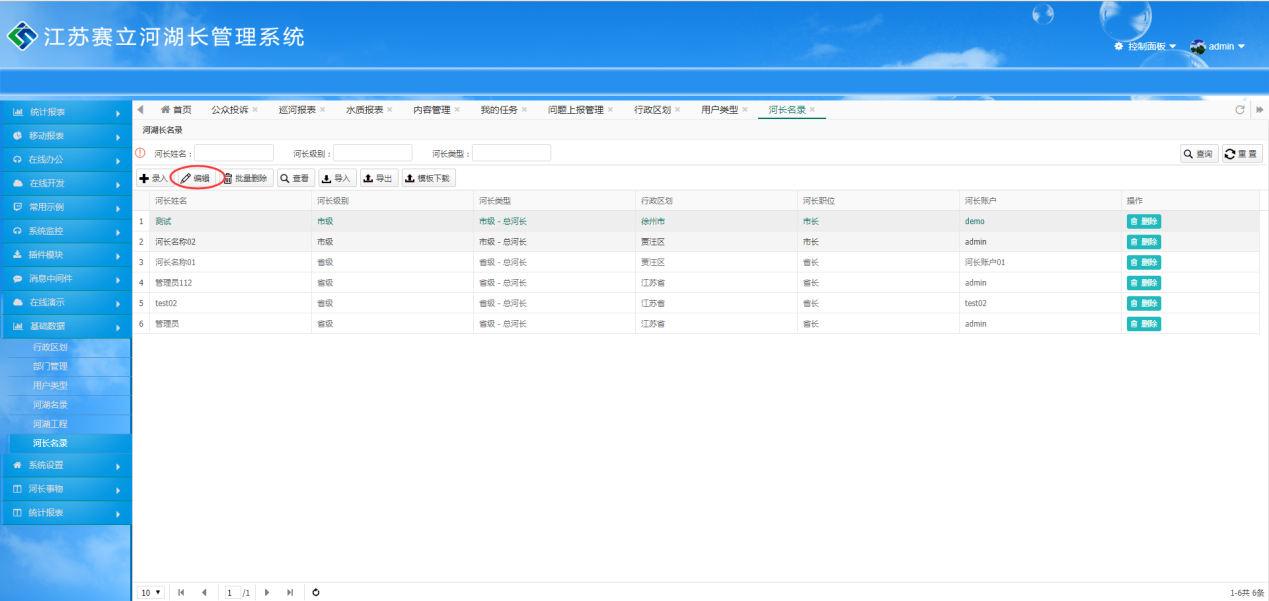 江苏赛立河湖长管理系统
控制面板 admin
首页 公众投诉 × 巡河报表 × 水质报表 × 内容管理 × 我的任务 × 问题上报管理 × 行政区划 × 用户类型 × 河长名录 ×
河湖长名录
河长姓名： 河长级别： 河长类型： 查询 重置
录入 编辑 批量删除 查看 导入 导出 模板下载
河长姓名 河长级别 河长类型 行政区划 河长职位 河长账户 操作
1 测试 市级 市级 - 总河长 徐州市 市长 demo 删除
2 河长名称02 市级 市级 - 总河长 贾汪区 市长 admin 删除
3 河长名称01 省级 省级 - 总河长 贾汪区 省长 河长账户01 删除
4 管理员112 省级 省级 - 总河长 江苏省 省长 admin 删除
5 test02 省级 省级 - 总河长 江苏省 省长 test02 删除
6 管理员 省级 省级 - 总河长 江苏省 省长 admin 删除
统计报表
移动报表
在线办公
在线开发
常用示例
系统监控
插件模块
消息中间件
在线演示
基础数据
行政区划
部门管理
用户类型
河湖名录
河湖工程
河长名录
系统设置
河长事物
统计报表
10 1 /1 1-6共 6条